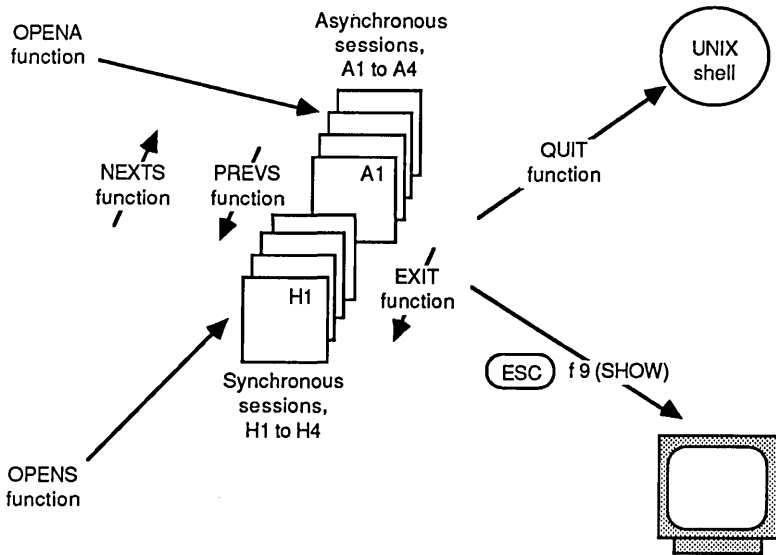 OPENA
function
Asynchronous
sessions,
A1 to A4
UNIX
shell
NEXTS
function
PREVS
function
A1
QUIT
function
H1
EXIT
function
ESC f 9 (SHOW)
Synchronous
sessions,
H1 to H4
OPENS
function